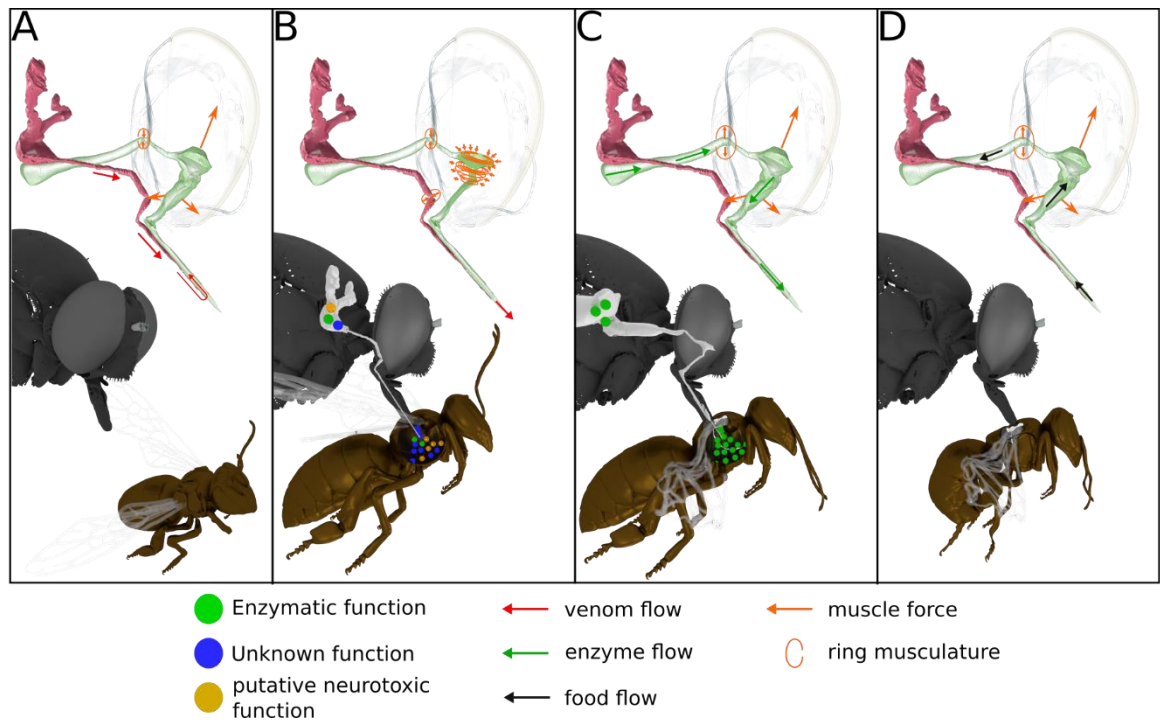 A
B
C
D
Enzymatic function
Unknown function
putative neurotoxic
function
venom flow
enzyme flow
food flow
muscle force
ring musculature